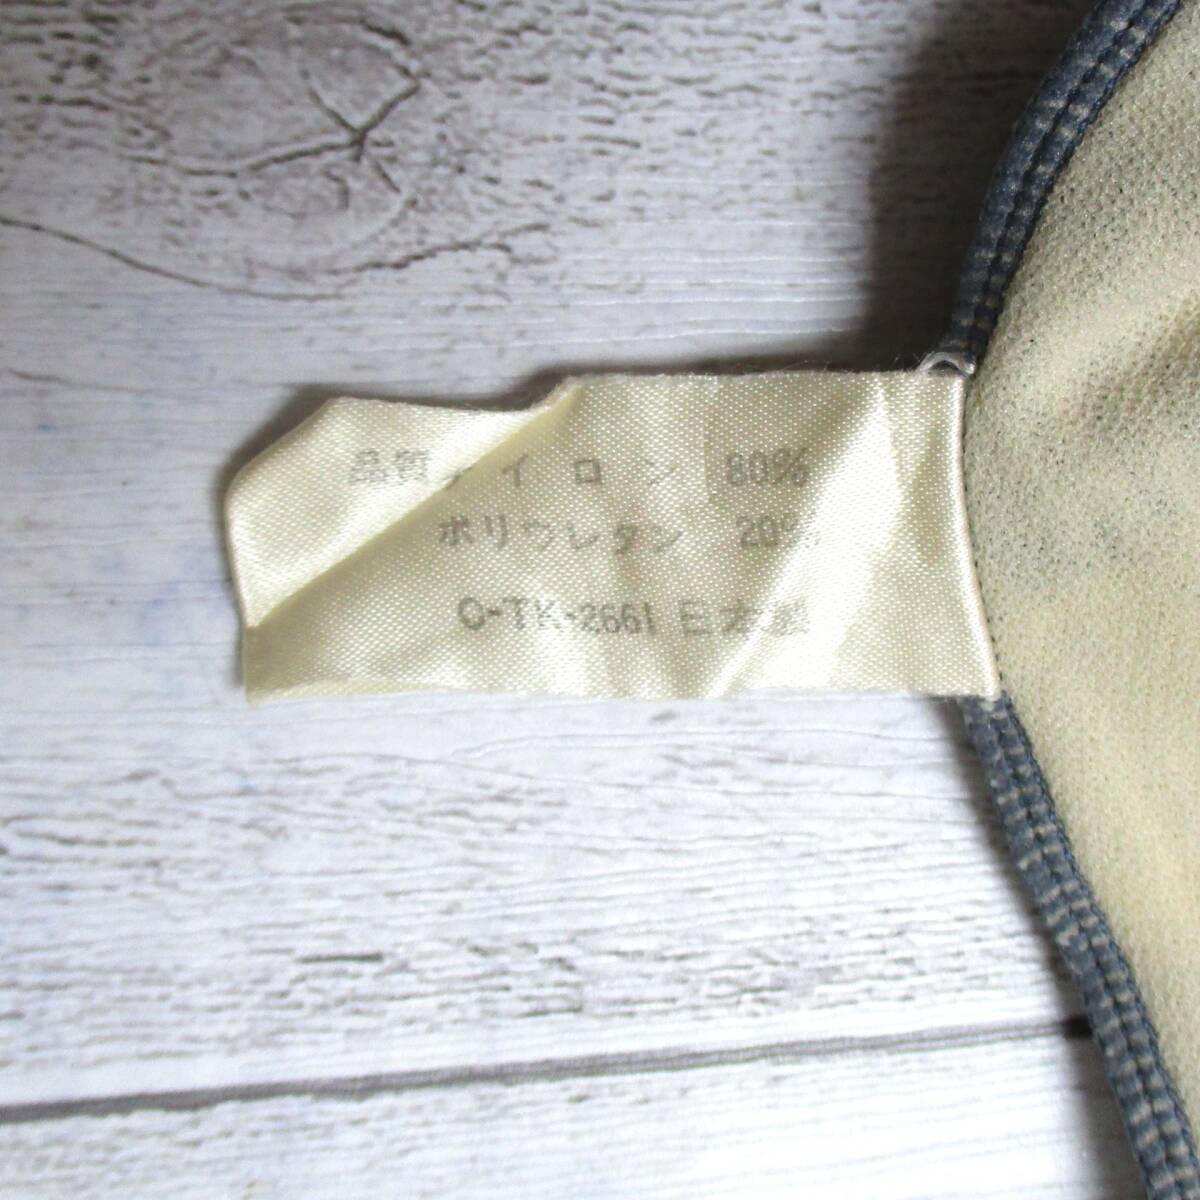 品質ナイロン 80%
ポリウレタン 20%
O-TK-2661 日本製